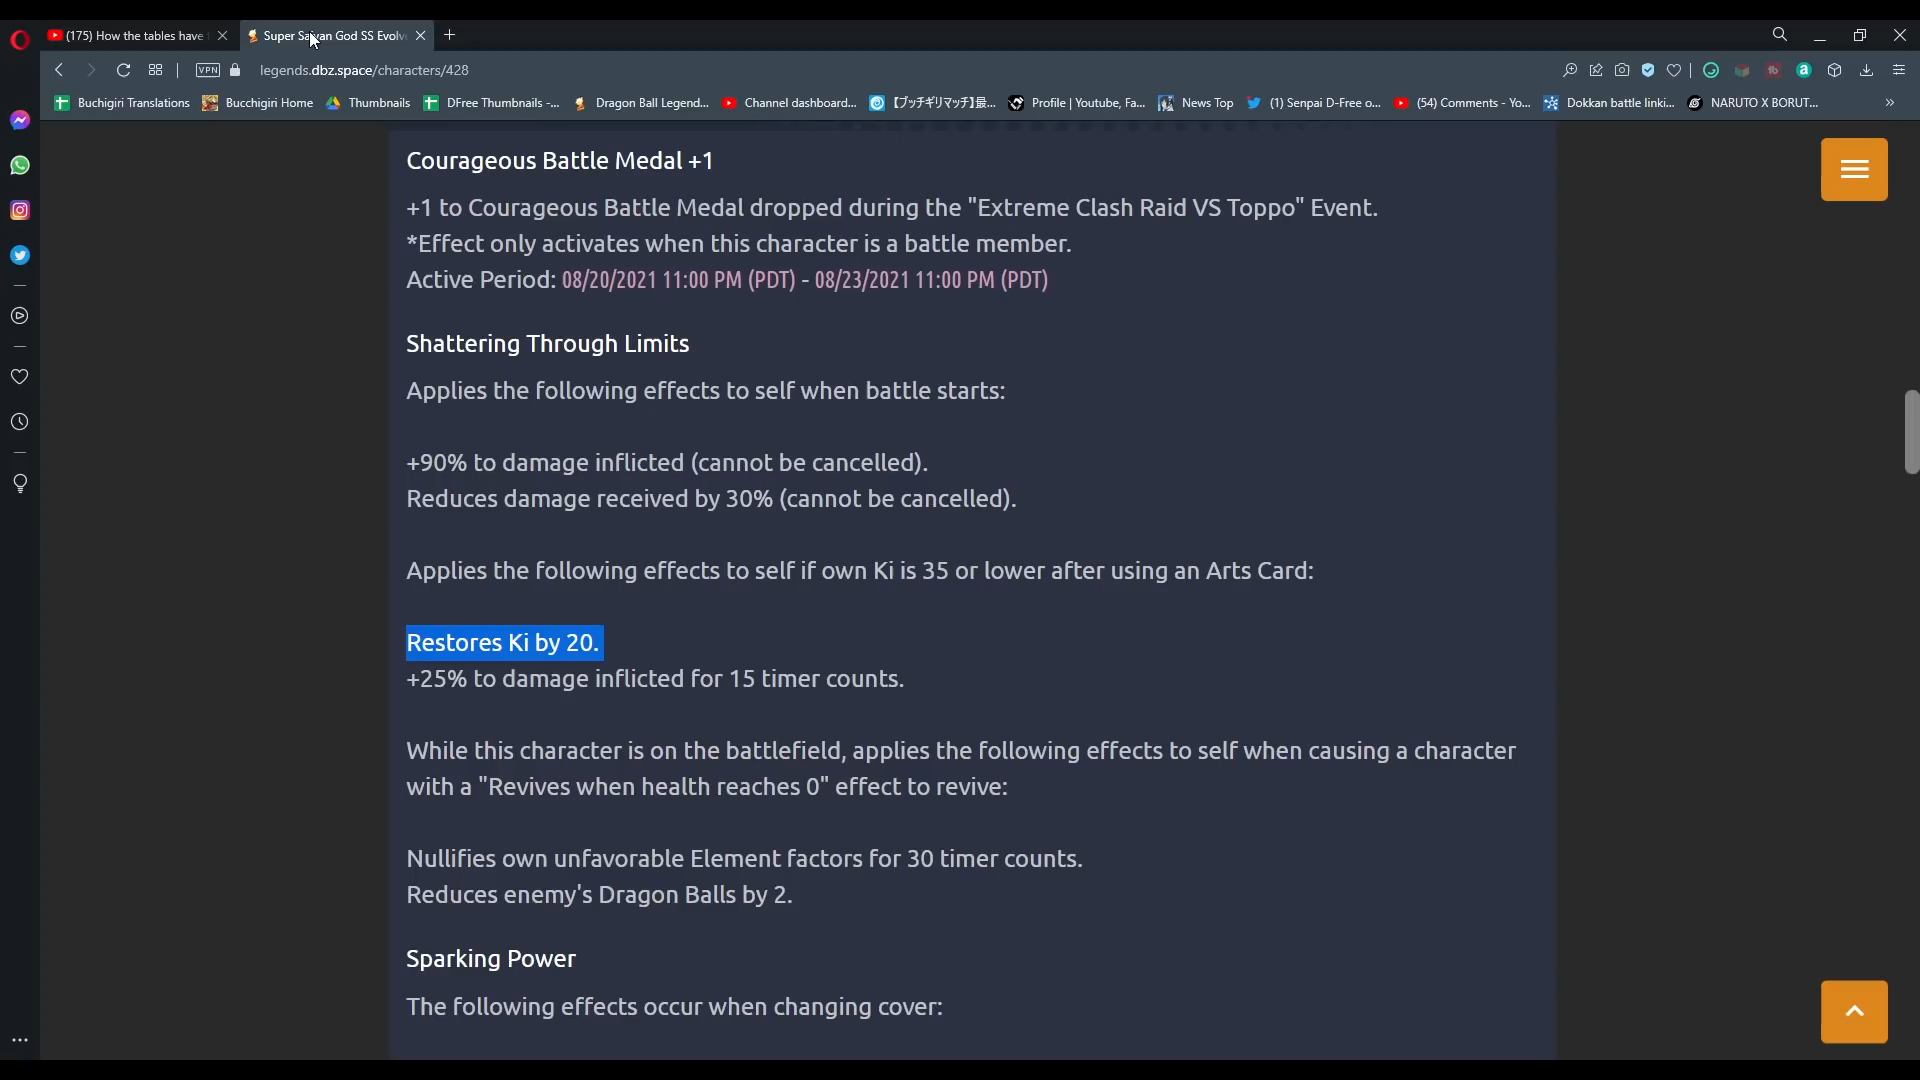 (175) How the tables have
Super Saiyan God SS Evolv
VPN
legends.dbz.space/characters/428
Buchigiri Translations
Bucchigiri Home
Thumbnails
DFree Thumbnails -...
Dragon Ball Legend...
Channel dashboard...
【ブッチギリマッチ】最...
Profile | Youtube, Fa...
News Top
(1) Senpai D-Free o...
(54) Comments - Yo...
Dokkan battle linki...
NARUTO X BORUT...
Courageous Battle Medal +1
+1 to Courageous Battle Medal dropped during the "Extreme Clash Raid VS Toppo" Event.
*Effect only activates when this character is a battle member.
Active Period: 08/20/2021 11:00 PM (PDT) - 08/23/2021 11:00 PM (PDT)
Shattering Through Limits
Applies the following effects to self when battle starts:
+90% to damage inflicted (cannot be cancelled).
Reduces damage received by 30% (cannot be cancelled).
Applies the following effects to self if own Ki is 35 or lower after using an Arts Card:
Restores Ki by 20.
+25% to damage inflicted for 15 timer counts.
While this character is on the battlefield, applies the following effects to self when causing a character
with a "Revives when health reaches 0" effect to revive:
Nullifies own unfavorable Element factors for 30 timer counts.
Reduces enemy's Dragon Balls by 2.
Sparking Power
The following effects occur when changing cover: